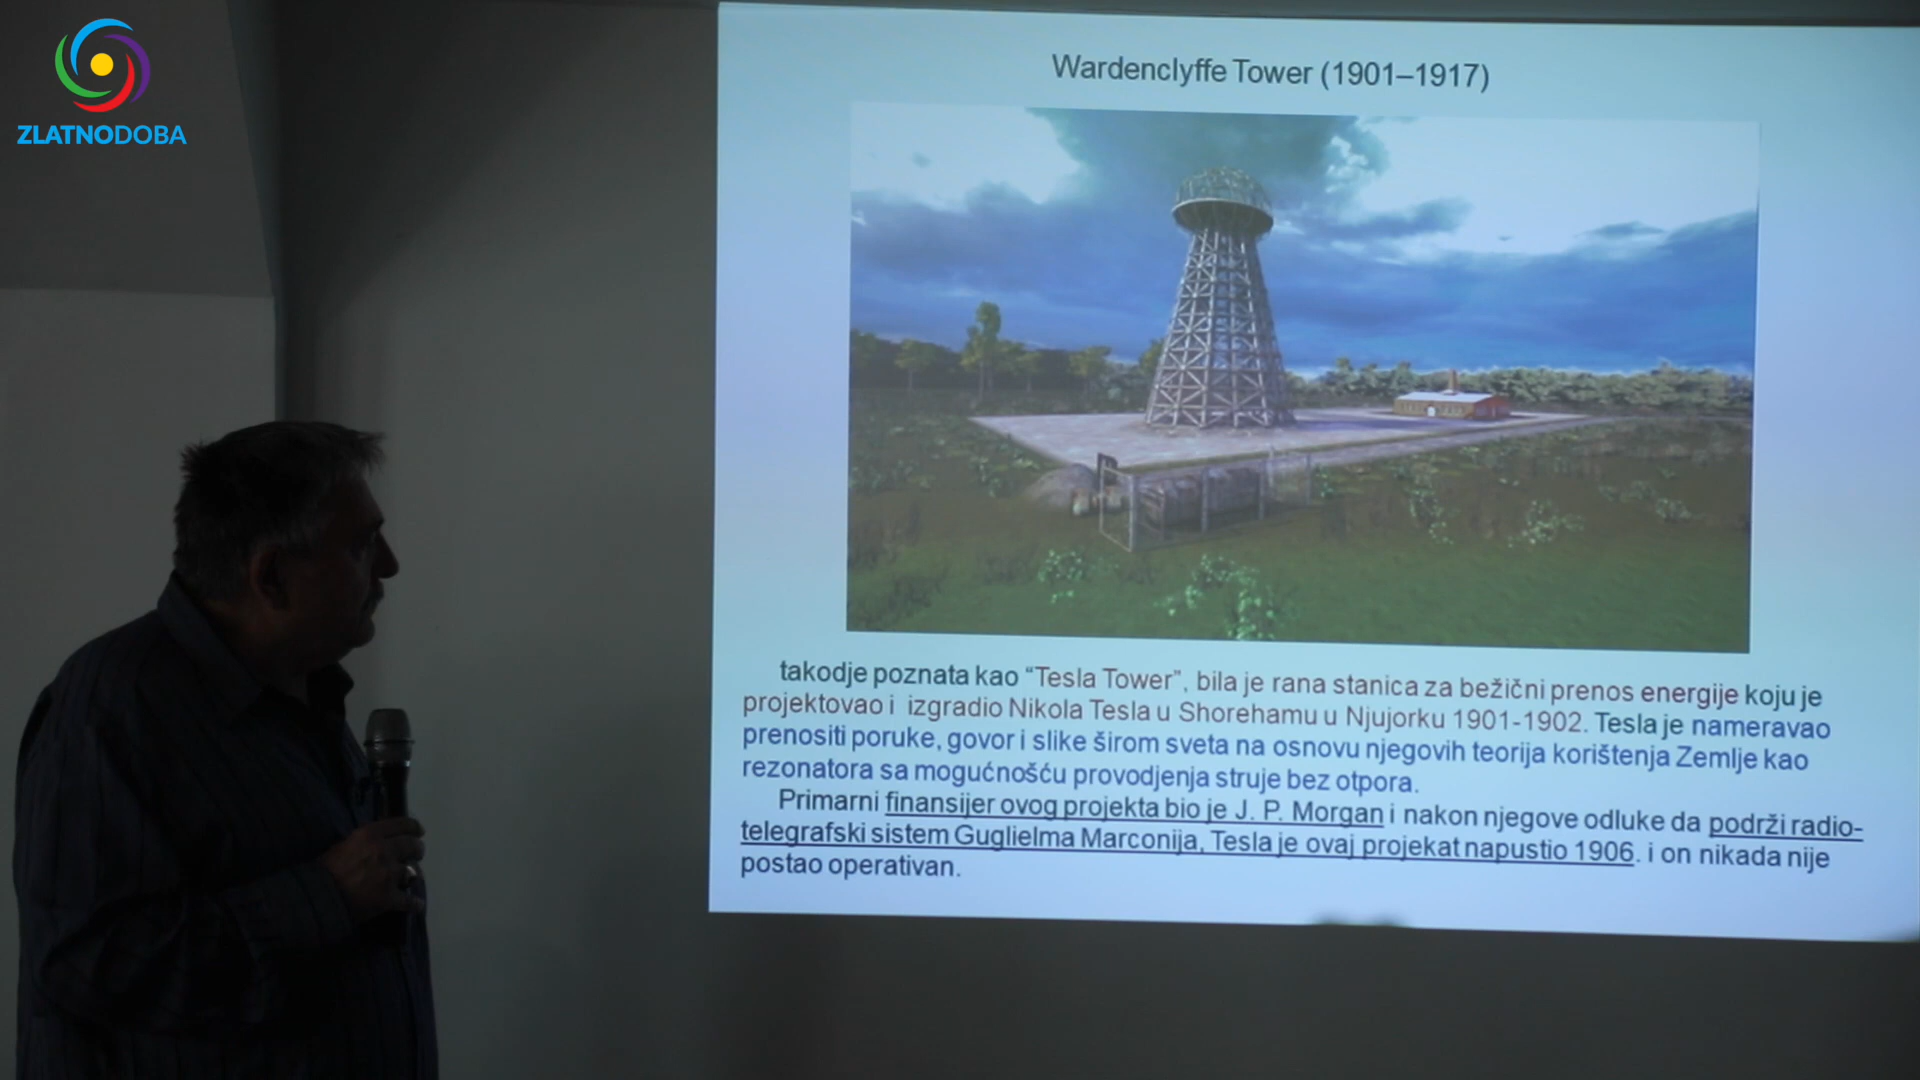 ZLATNODOBA
Wardenclyffe Tower (1901–1917)
takodje poznata kao “Tesla Tower”, bila je rana stanica za bežični prenos energije koju je
projektovao i izgradio Nikola Tesla u Shorehamu u Njujorku 1901-1902. Tesla je nameravao
prenositi poruke, govor i slike širom sveta na osnovu njegovih teorija korištenja Zemlje kao
rezonatora sa mogućnošću provodjenja struje bez otpora.
Primarni finansijer ovog projekta bio je J. P. Morgan i nakon njegove odluke da podrži radio-
telegrafski sistem Guglielma Marconija, Tesla je ovaj projekat napustio 1906. i on nikada nije
postao operativan.